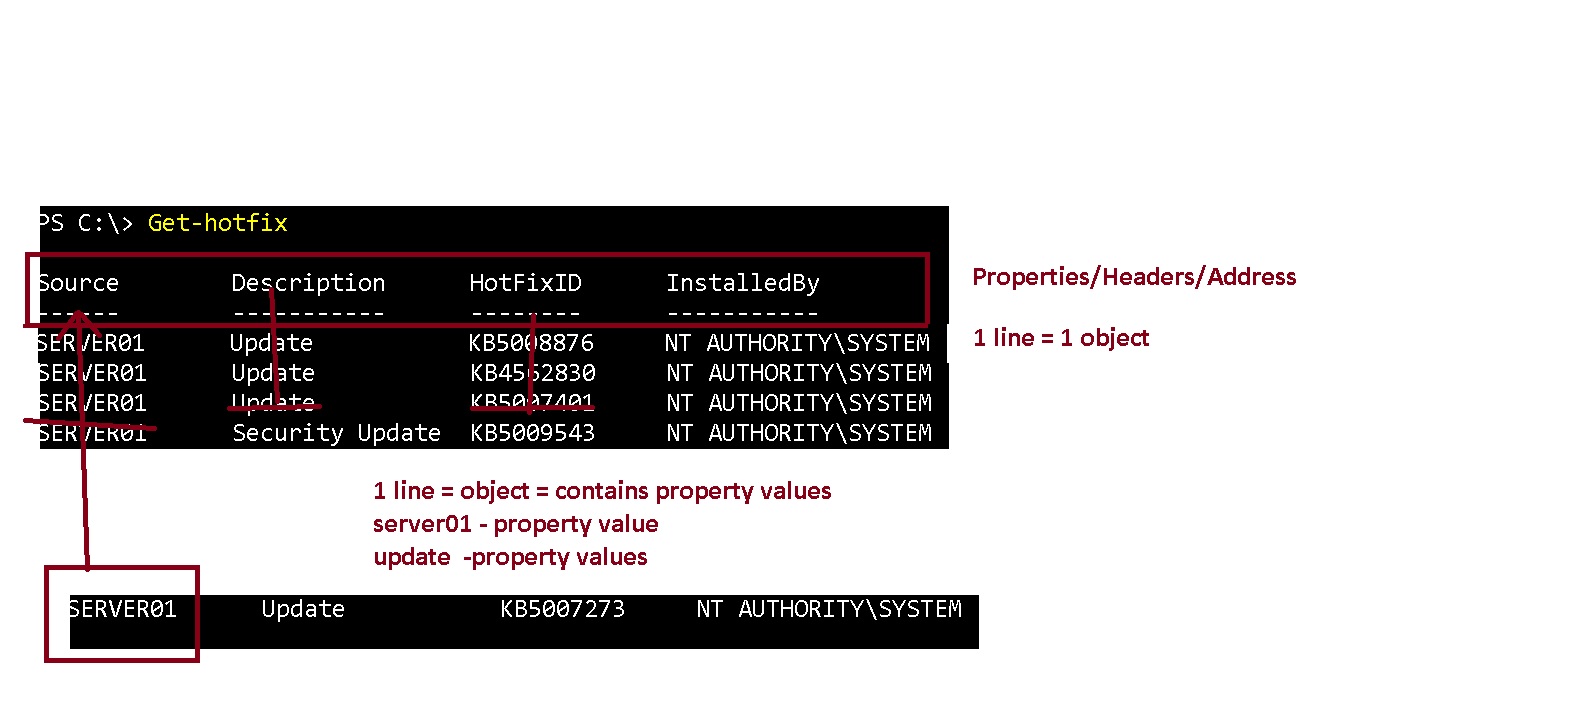 PS C:\> Get-hotfix
Source Description HotFixID InstalledBy
------ ----------- -------- -----------
Properties/Headers/Address
SERVER01 Update KB5008876 NT AUTHORITY\SYSTEM
1 line = 1 object
SERVER01 Update KB4562830 NT AUTHORITY\SYSTEM
SERVER01 Update KB5007401 NT AUTHORITY\SYSTEM
SERVER01 Security Update KB5009543 NT AUTHORITY\SYSTEM
1 line = object = contains property values
server01 - property value
update -property values
SERVER01 Update KB5007273 NT AUTHORITY\SYSTEM